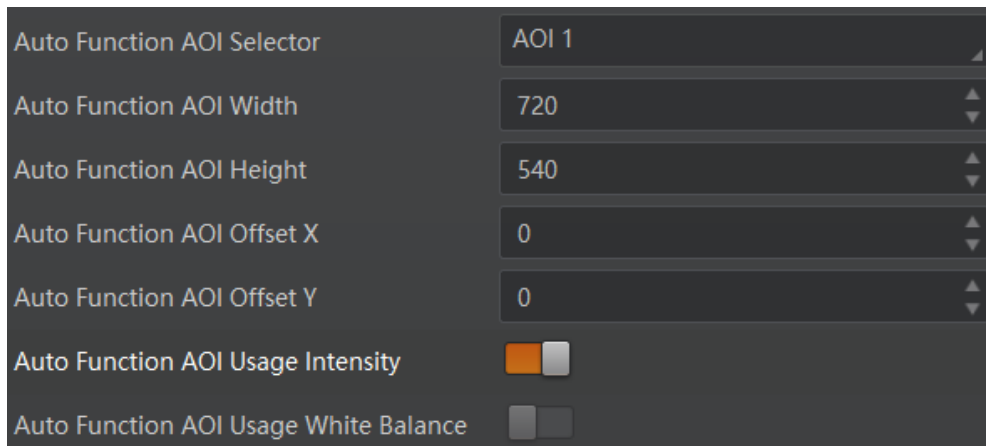 Auto Function AOI Selector AOI 1
Auto Function AOI Width 720
Auto Function AOI Height 540
Auto Function AOI Offset X 0
Auto Function AOI Offset Y 0
Auto Function AOI Usage Intensity
Auto Function AOI Usage White Balance